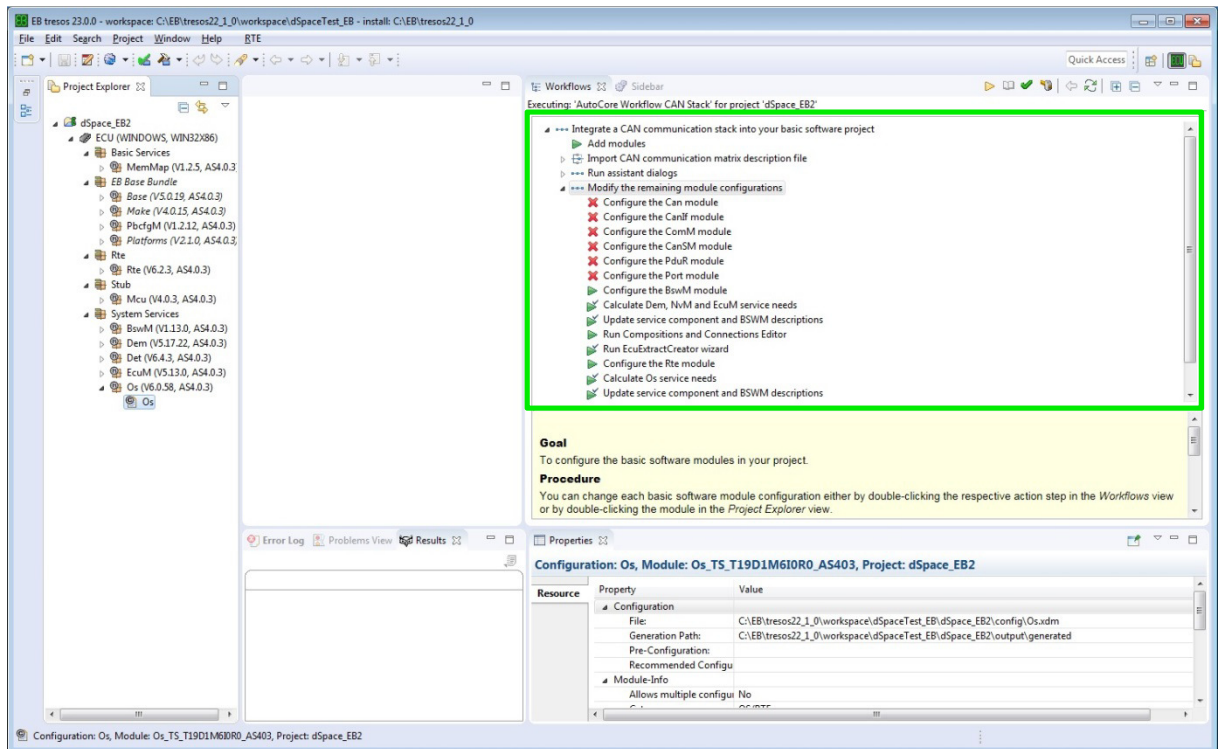 EB tresos 23.0.0 - workspace: C:\EB\tresos22_1_0\workspace\dSpaceTest_EB - install: C:\EB\tresos22_1_0
File Edit Search Project Window Help RTE
Quick Access
Project Explorer
dSpace_EB2
ECU (WINDOWS, WIN32X86)
Basic Services
MemMap (V1.2.5, AS4.0.3
EB Base Bundle
Base (V5.0.19, AS4.0.3)
Make (V4.0.15, AS4.0.3)
PbcfgM (V1.2.12, AS4.0.3)
Platforms (V2.1.0, AS4.0.3
Rte
Rte (V6.2.3, AS4.0.3)
Stub
Mcu (V4.0.3, AS4.0.3)
System Services
BswM (V1.13.0, AS4.0.3)
Dem (V5.17.22, AS4.0.3)
Det (V6.4.3, AS4.0.3)
EcuM (V5.13.0, AS4.0.3)
Os (V6.0.58, AS4.0.3)
Os
Workflows Sidebar
Executing: 'AutoCore Workflow CAN Stack' for project 'dSpace_EB2'
Integrate a CAN communication stack into your basic software project
Add modules
Import CAN communication matrix description file
Run assistant dialogs
Modify the remaining module configurations
Configure the Can module
Configure the CanIf module
Configure the ComM module
Configure the CanSM module
Configure the PduR module
Configure the Port module
Configure the BswM module
Calculate Dem, NvM and EcuM service needs
Update service component and BSWM descriptions
Run Compositions and Connections Editor
Run EcuExtractCreator wizard
Configure the Rte module
Calculate Os service needs
Update service component and BSWM descriptions
Goal
To configure the basic software modules in your project.
Procedure
You can change each basic software module configuration either by double-clicking the respective action step in the Workflows view
or by double-clicking the module in the Project Explorer view.
Error Log Problems View Results
Properties
Configuration: Os, Module: Os_TS_T19D1M6I0R0_AS403, Project: dSpace_EB2
Resource
Property Value
Configuration
File: C:\EB\tresos22_1_0\workspace\dSpaceTest_EB\dSpace_EB2\config\Os.xdm
Generation Path: C:\EB\tresos22_1_0\workspace\dSpaceTest_EB\dSpace_EB2\output\generated
Pre-Configuration:
Recommended Configu
Module-Info
Allows multiple configu No
Configuration: Os, Module: Os_TS_T19D1M6I0R0_AS403, Project: dSpace_EB2